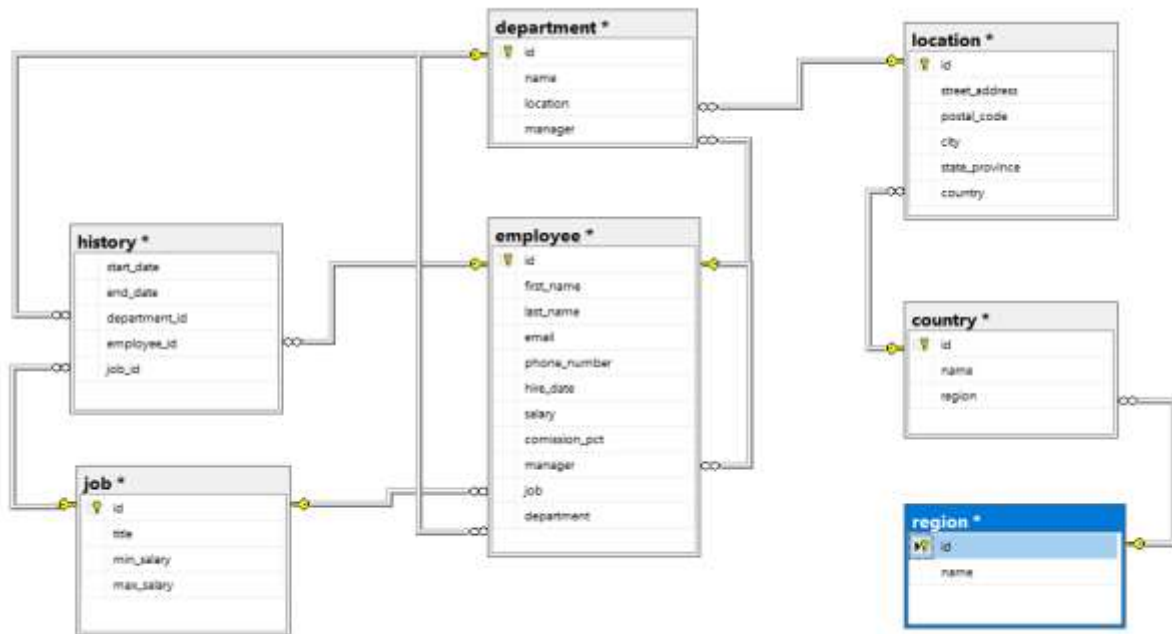 department *
id
name
location
manager
location *
id
street_address
postal_code
city
state_province
country
history *
start_date
end_date
department_id
employee_id
job_id
employee *
id
first_name
last_name
email
phone_number
hire_date
salary
comission_pct
manager
job
department
country *
id
name
region
job *
id
title
min_salary
max_salary
region *
id
name